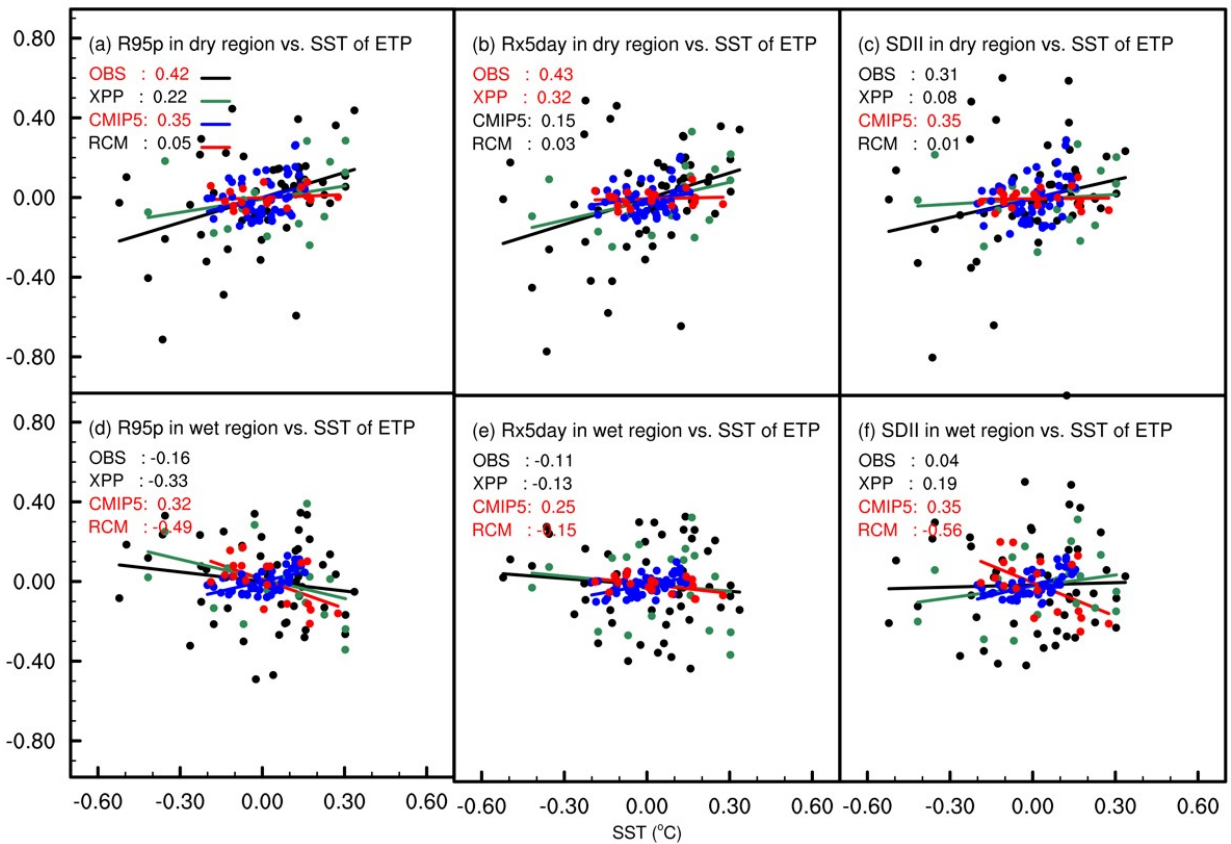 (a) R95p in dry region vs. SST of ETP
OBS : 0.42
XPP : 0.22
CMIP5: 0.35
RCM : 0.05
(b) Rx5day in dry region vs. SST of ETP
OBS : 0.43
XPP : 0.32
CMIP5: 0.15
RCM : 0.03
(c) SDII in dry region vs. SST of ETP
OBS : 0.31
XPP : 0.08
CMIP5: 0.35
RCM : 0.01
0.80
0.40
0.00
-0.40
-0.80
(d) R95p in wet region vs. SST of ETP
OBS : -0.16
XPP : -0.33
CMIP5: 0.32
RCM : -0.49
(e) Rx5day in wet region vs. SST of ETP
OBS : -0.11
XPP : -0.13
CMIP5: 0.25
RCM : -0.15
(f) SDII in wet region vs. SST of ETP
OBS : 0.04
XPP : 0.19
CMIP5: 0.35
RCM : -0.56
0.80
0.40
0.00
-0.40
-0.80
-0.60 -0.30 0.00 0.30 0.60 -0.30 0.00 0.30 0.60 -0.30 0.00 0.30 0.60
SST (°C)